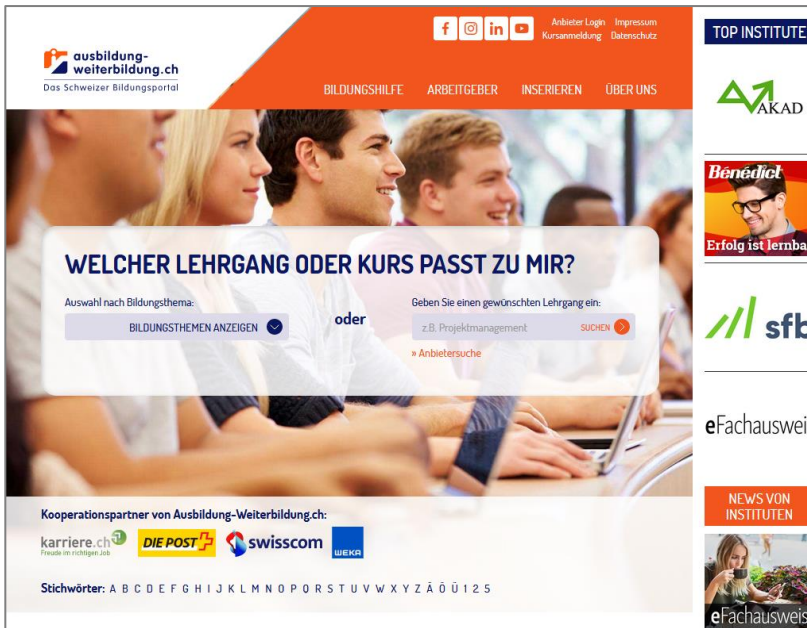 Anbieter Login Impressum
Kursanmeldung Datenschutz
ausbildung-
weiterbildung.ch
Das Schweizer Bildungsportal
BILDUNGSHILFE ARBEITGEBER INSERIEREN ÜBER UNS
WELCHER LEHRGANG ODER KURS PASST ZU MIR?
Auswahl nach Bildungsthema:
BILDUNGSTHEMEN ANZEIGEN
oder
Geben Sie einen gewünschten Lehrgang ein:
z.B. Projektmanagement SUCHEN
» Anbietersuche
Kooperationspartner von Ausbildung-Weiterbildung.ch:
karriere.ch
Freude im richtigen Job
DIE POST
swisscom
WEKA
Stichwörter: A B C D E F G H I J K L M N O P Q R S T U V W X Y Z Ä Ö Ü 1 2 5
TOP INSTITUTE
AKAD
Bénédict
Erfolg ist lernba
sfb
eFachauswei
NEWS VON
INSTITUTEN
eFachausweis